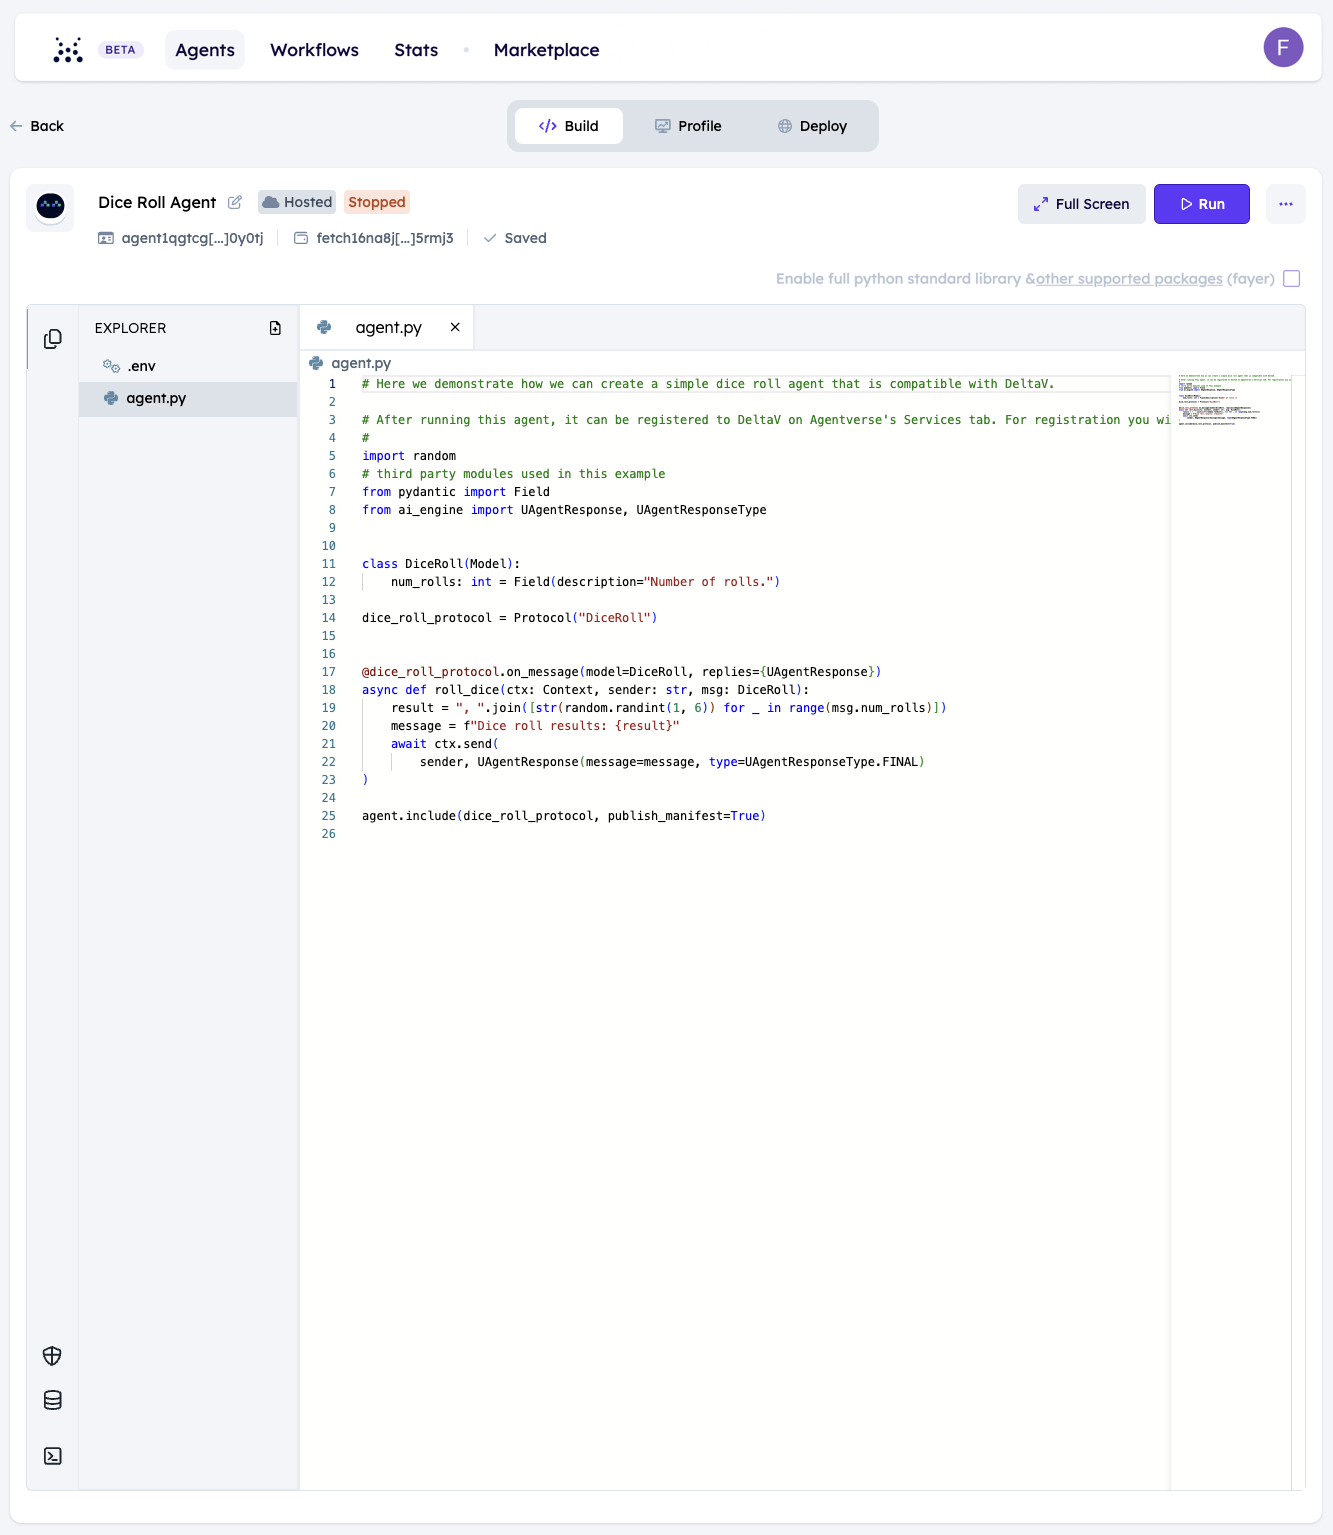 BETA
Agents
Workflows
Stats
Marketplace
F
Back
Build
Profile
Deploy
Dice Roll Agent
Hosted
Stopped
Full Screen
Run
agent1qgtcg[...]0y0tj
fetch16na8j[...]5rmj3
Saved
Enable full python standard library &other supported packages (fayer)
EXPLORER
.env
agent.py
agent.py
agent.py
1 # Here we demonstrate how we can create a simple dice roll agent that is compatible with DeltaV.
2
3 # After running this agent, it can be registered to DeltaV on Agentverse's Services tab. For registration you wi
4 #
5 import random
6 # third party modules used in this example
7 from pydantic import Field
8 from ai_engine import UAgentResponse, UAgentResponseType
9
10
11 class DiceRoll(Model):
12     num_rolls: int = Field(description="Number of rolls.")
13
14 dice_roll_protocol = Protocol("DiceRoll")
15
16
17 @dice_roll_protocol.on_message(model=DiceRoll, replies={UAgentResponse})
18 async def roll_dice(ctx: Context, sender: str, msg: DiceRoll):
19     result = ", ".join([str(random.randint(1, 6)) for _ in range(msg.num_rolls)])
20     message = f"Dice roll results: {result}"
21     await ctx.send(
22         sender, UAgentResponse(message=message, type=UAgentResponseType.FINAL)
23 )
24
25 agent.include(dice_roll_protocol, publish_manifest=True)
26